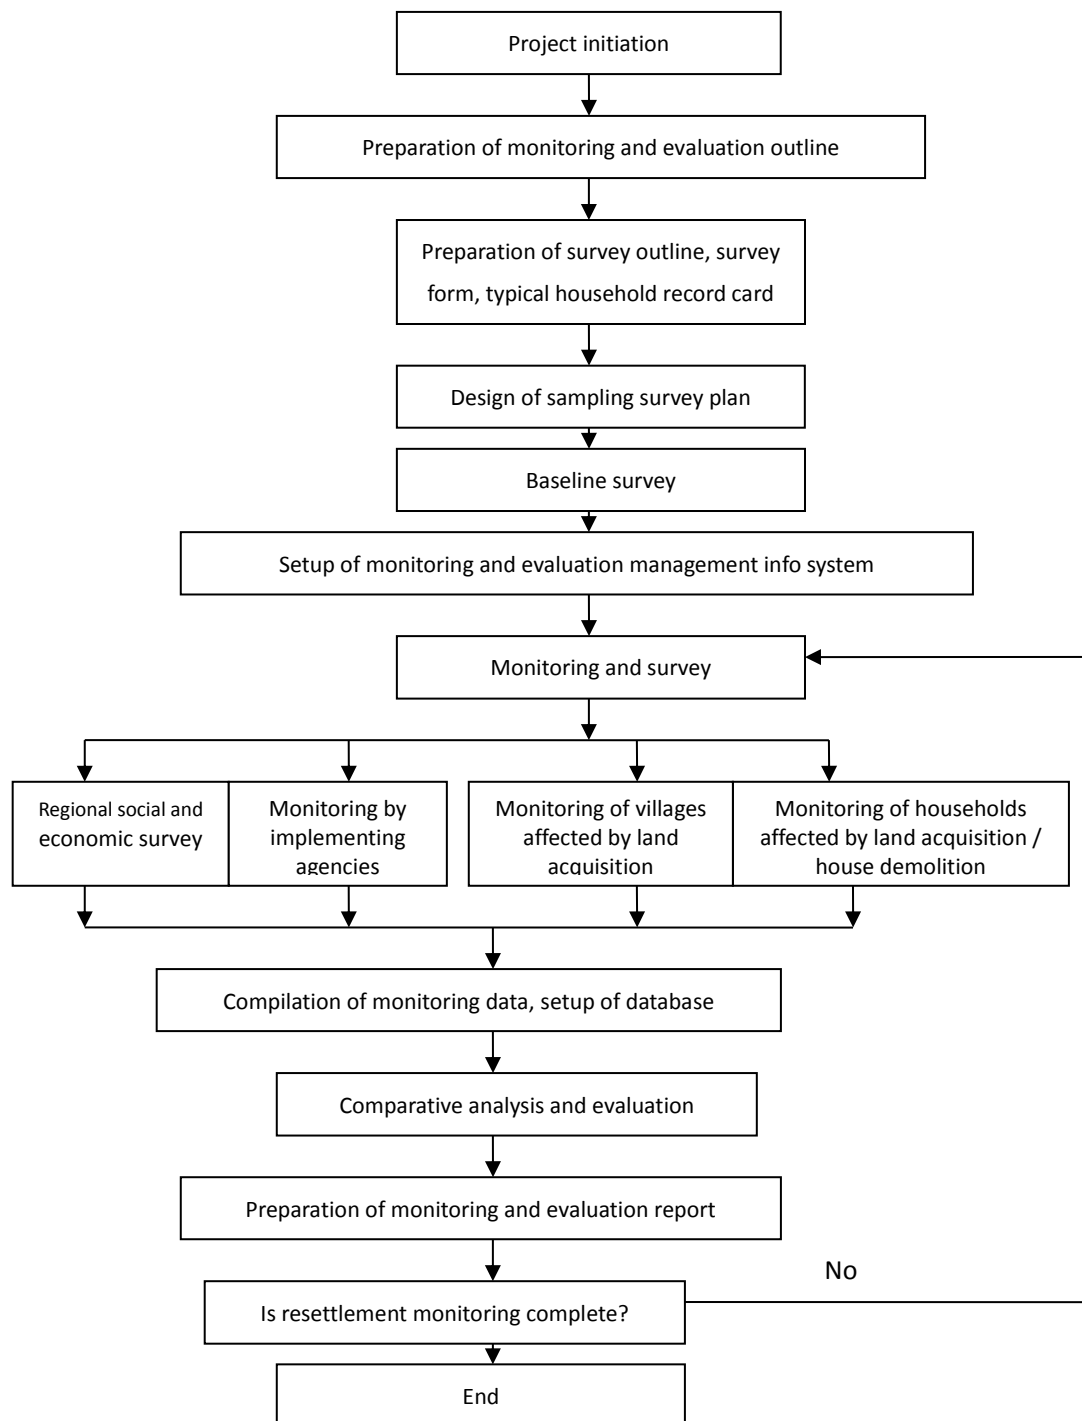 Project initiation
Preparation of monitoring and evaluation outline
Preparation of survey outline, survey
form, typical household record card
Design of sampling survey plan
Baseline survey
Setup of monitoring and evaluation management info system
Monitoring and survey
Regional social and
economic survey
Monitoring by
implementing
agencies
Monitoring of villages
affected by land
acquisition
Monitoring of households
affected by land acquisition /
house demolition
Compilation of monitoring data, setup of database
Comparative analysis and evaluation
Preparation of monitoring and evaluation report
No
Is resettlement monitoring complete?
End